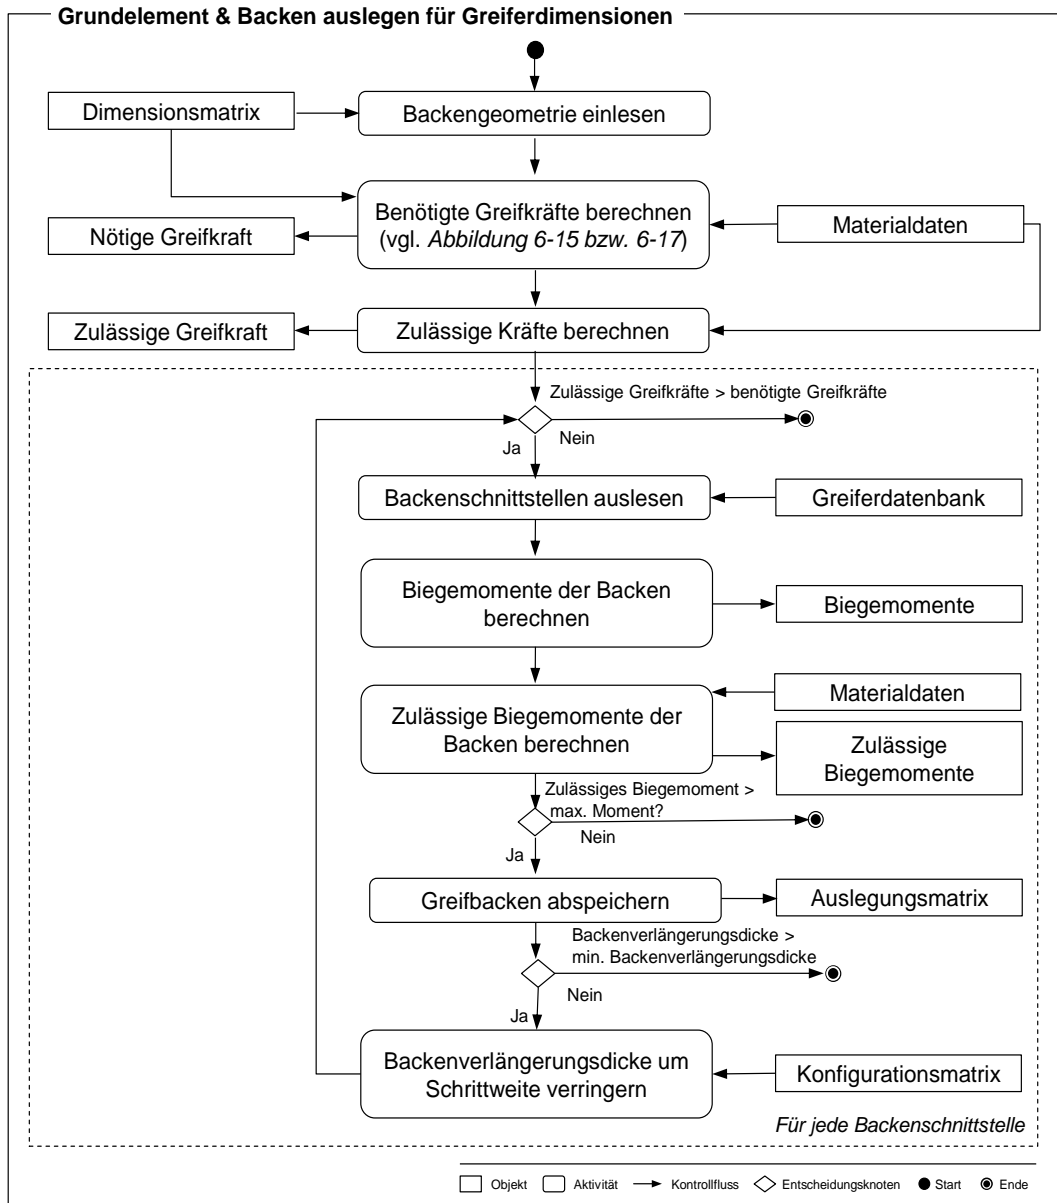 Grundelement & Backen auslegen für Greiferdimensionen
Dimensionsmatrix
Backengeometrie einlesen
Benötigte Greifkräfte berechnen
(vgl. Abbildung 6-15 bzw. 6-17)
Nötige Greifkraft
Materialdaten
Zulässige Greifkraft
Zulässige Kräfte berechnen
Zulässige Greifkräfte > benötigte Greifkräfte
Nein
Ja
Backenschnittstellen auslesen
Greiferdatenbank
Biegemomente der Backen
berechnen
Biegemomente
Materialdaten
Zulässige Biegemomente der
Backen berechnen
Zulässige
Biegemomente
Zulässiges Biegemoment >
max. Moment?
Nein
Ja
Greifbacken abspeichern
Auslegungsmatrix
Backenverlängerungsdicke >
min. Backenverlängerungsdicke
Nein
Ja
Backenverlängerungsdicke um
Schrittweite verringern
Konfigurationsmatrix
Für jede Backenschnittstelle
Objekt Aktivität Kontrollfluss Entscheidungsknoten Start Ende